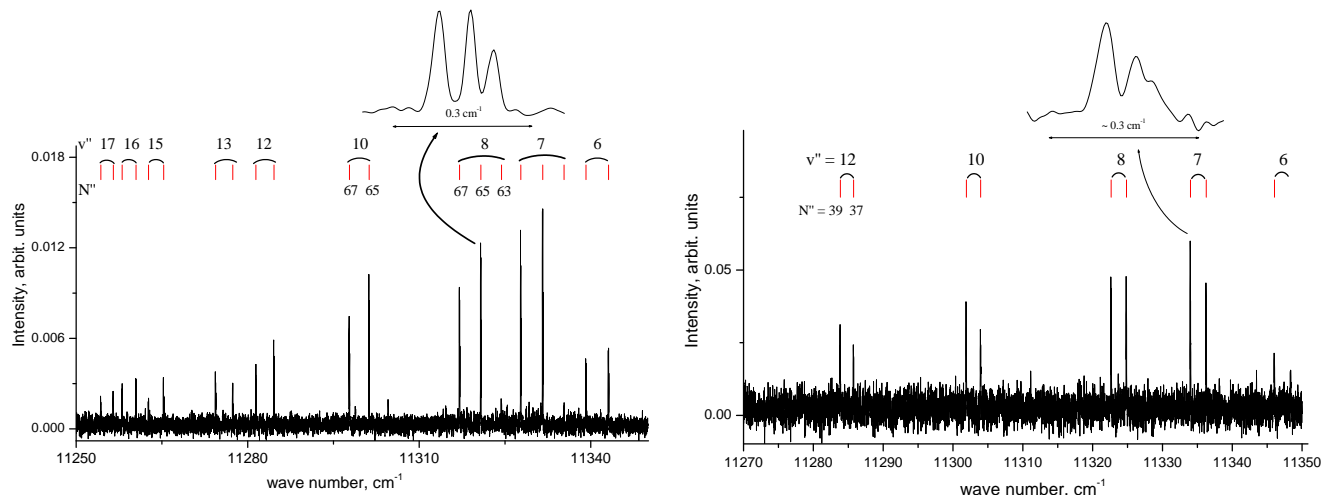 0.3 cm-1
v'' 17 16 15 13 12 10 8 7 6
0.018
67 65 67 65 63
N''
0.012
0.006
0.000
Intensity, arbit. units
11250 11280 11310 11340
wave number, cm-1
~ 0.3 cm-1
v'' = 12 10 8 7 6
N'' = 39 37
0.05
0.00
Intensity, arbit. units
11270 11280 11290 11300 11310 11320 11330 11340 11350
wave number, cm-1